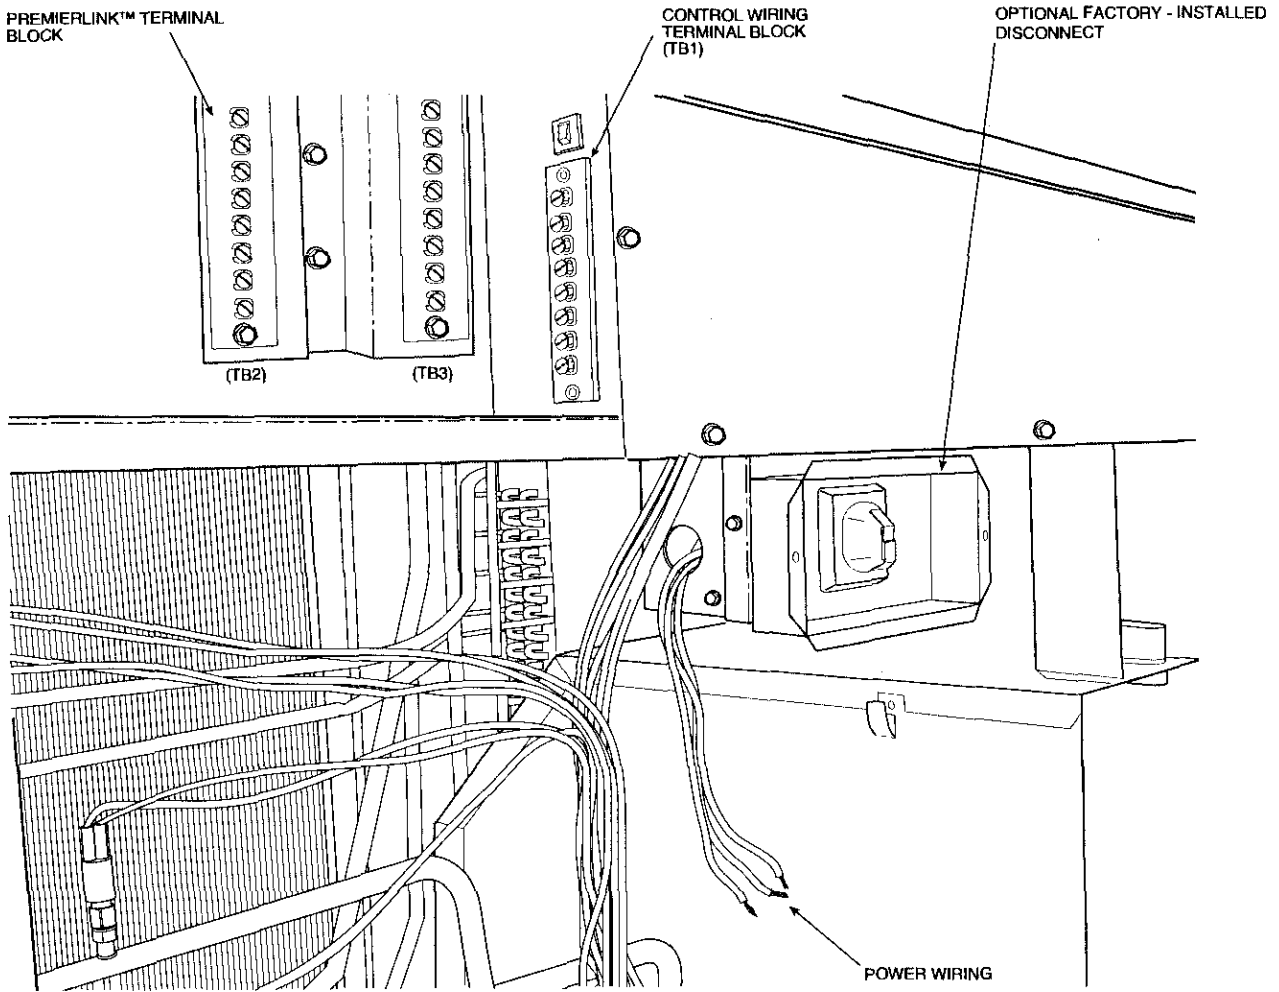 PREMIERLINK™ TERMINAL
BLOCK
CONTROL WIRING
TERMINAL BLOCK
(TB1)
OPTIONAL FACTORY - INSTALLED
DISCONNECT
(TB2)
(TB3)
POWER WIRING